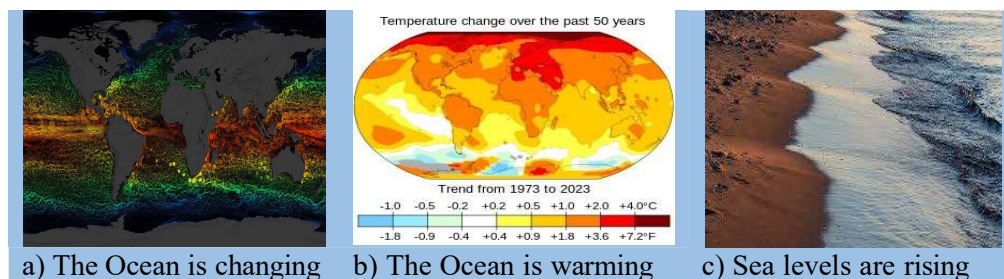 Temperature change over the past 50 years
Trend from 1973 to 2023
-1.0 -0.5 -0.2 +0.2 +0.5 +1.0 +2.0 +4.0°C
-1.8 -0.9 -0.4 +0.4 +0.9 +1.8 +3.6 +7.2°F
a) The Ocean is changing b) The Ocean is warming c) Sea levels are rising